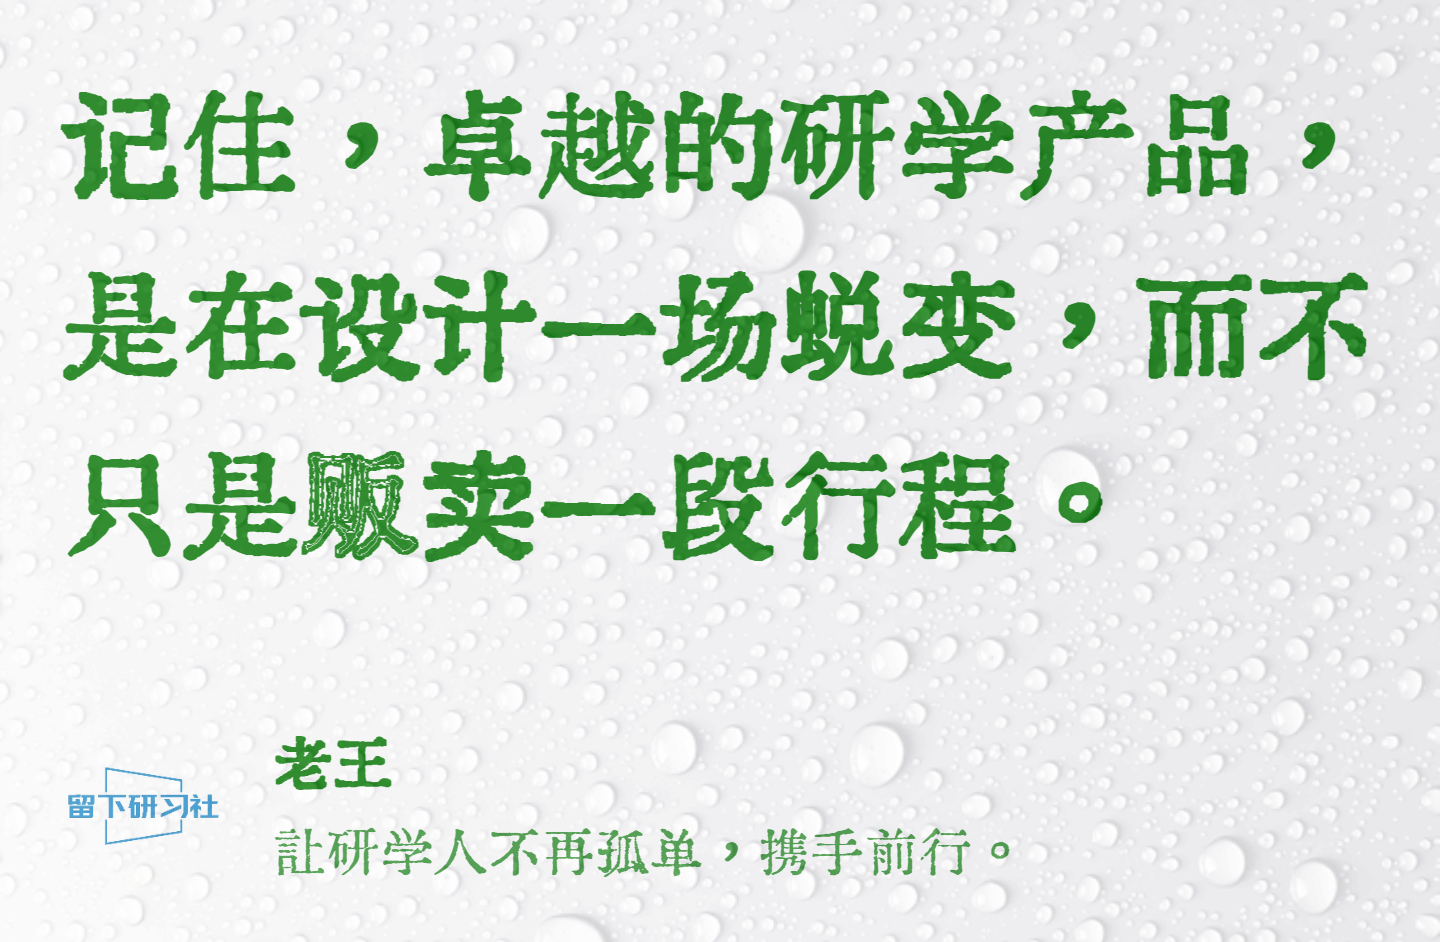 记住，卓越的研学产品，
是在设计一场蜕变，而不
只是贩卖一段行程。
老王
留下研习社
訁研学人不再孤单，携手前行。